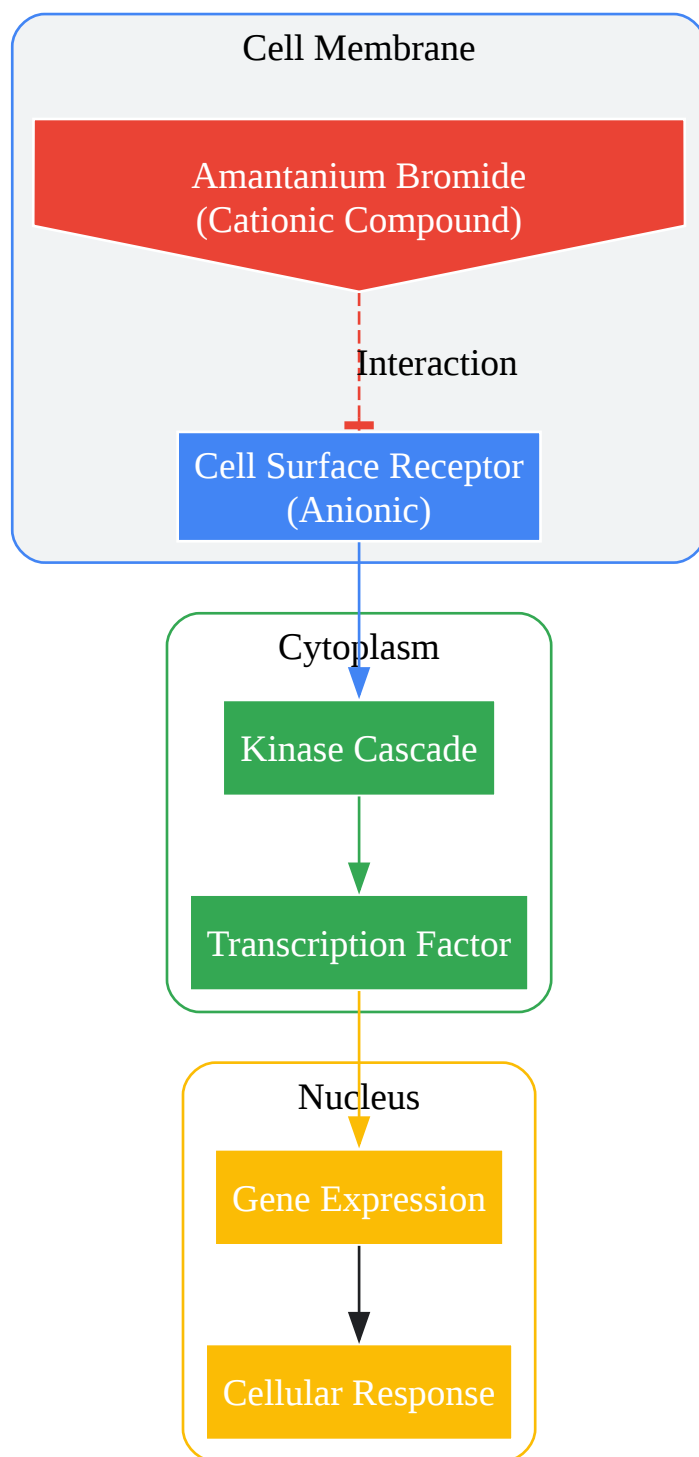 Cell Membrane
Amantanium Bromide
(Cationic Compound)
Interaction
Cell Surface Receptor
(Anionic)
Cytoplasm
Kinase Cascade
Transcription Factor
Nucleus
Gene Expression
Cellular Response